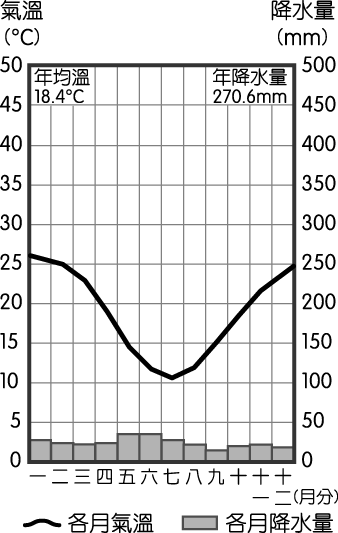 氣溫 降水量
(℃) (mm)
年均溫 年降水量
18.4℃ 270.6mm
50 500
45 450
40 400
35 350
30 300
25 250
20 200
15 150
10 100
5 50
0 0
一 二 三 四 五 六 七 八 九 十 十一 十二 (月分)
各月氣溫 各月降水量